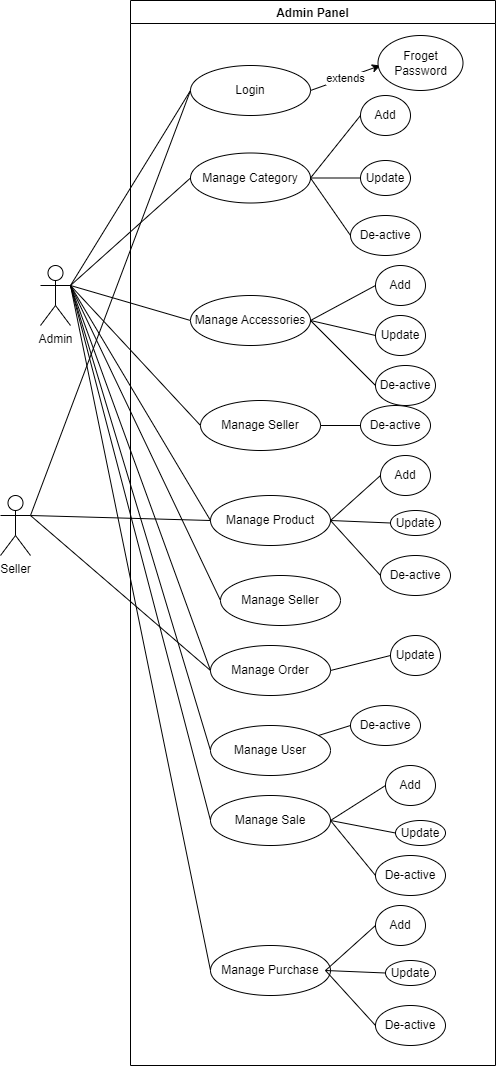 Admin Panel
Froget
Password
extends
Login
Add
Manage Category
Update
De-active
Add
Admin
Manage Accessories
Update
De-active
Manage Seller
De-active
Add
Manage Product
Update
Seller
De-active
Manage Seller
Manage Order
Update
De-active
Manage User
Add
Manage Sale
Update
De-active
Add
Manage Purchase
Update
De-active